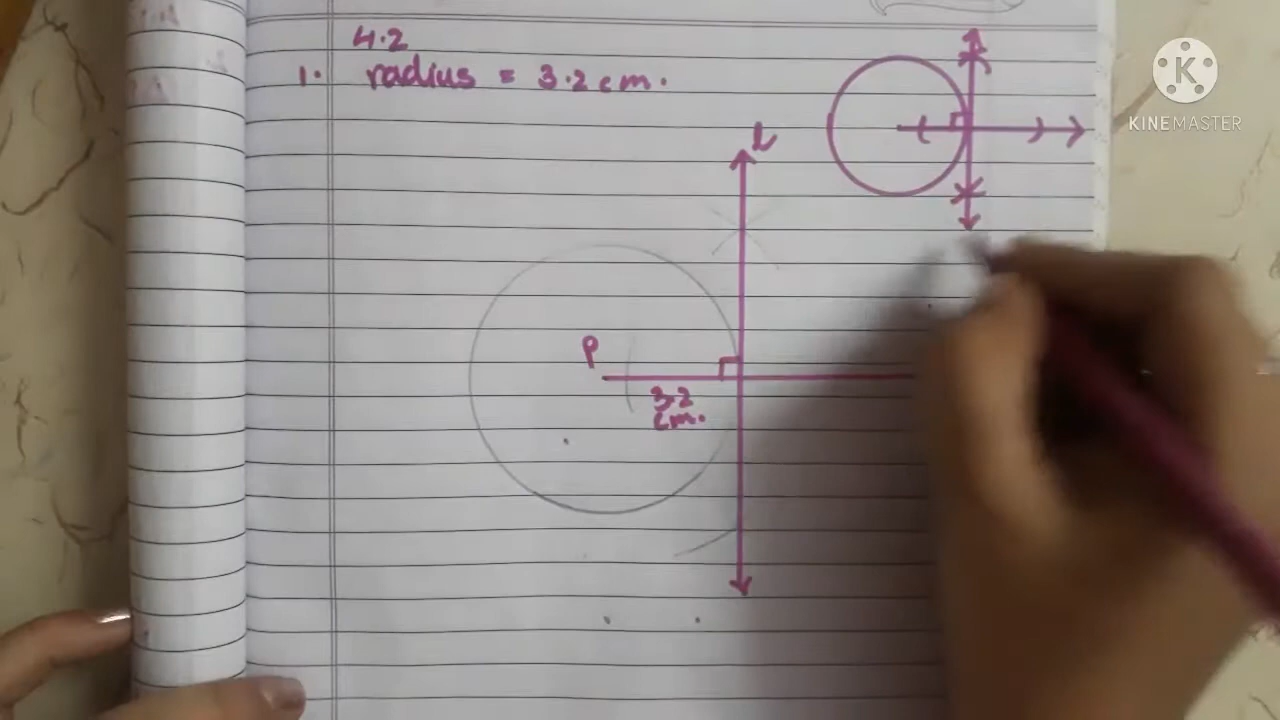 4.2
1. radius = 3.2 cm.
l
P
3.2
cm.
K
KINEMASTER